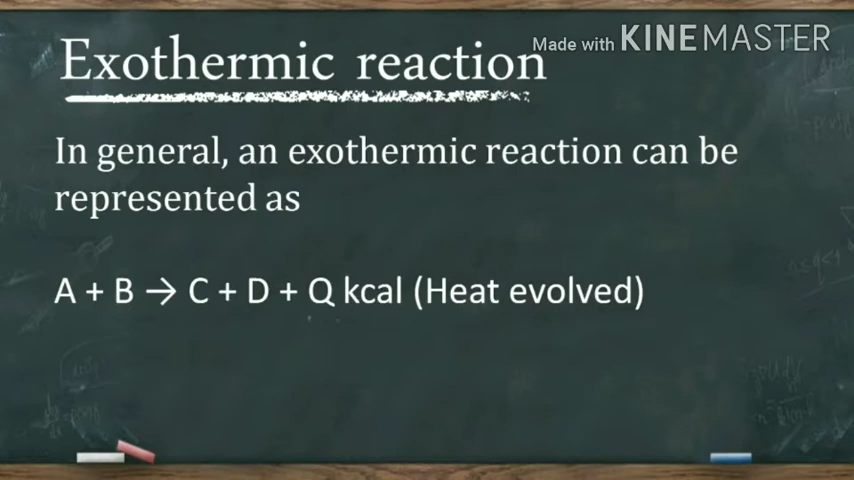 Exothermic reaction
Made with KINEMASTER
In general, an exothermic reaction can be
represented as
A + B → C + D + Q kcal (Heat evolved)